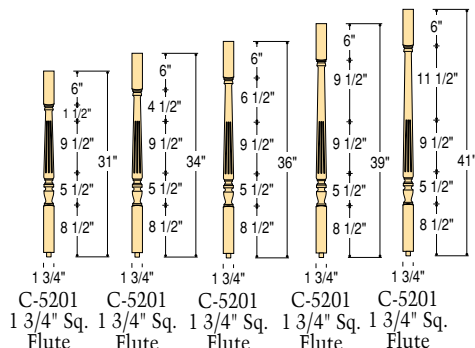 6"
1 1/2"
9 1/2"
5 1/2"
8 1/2"
31"
1 3/4"
C-5201
1 3/4" Sq.
Flute
6"
4 1/2"
9 1/2"
5 1/2"
8 1/2"
34"
1 3/4"
C-5201
1 3/4" Sq.
Flute
6"
6 1/2"
9 1/2"
5 1/2"
8 1/2"
36"
1 3/4"
C-5201
1 3/4" Sq.
Flute
6"
9 1/2"
9 1/2"
5 1/2"
8 1/2"
39"
1 3/4"
C-5201
1 3/4" Sq.
Flute
6"
11 1/2"
9 1/2"
5 1/2"
8 1/2"
41"
1 3/4"
C-5201
1 3/4" Sq.
Flute